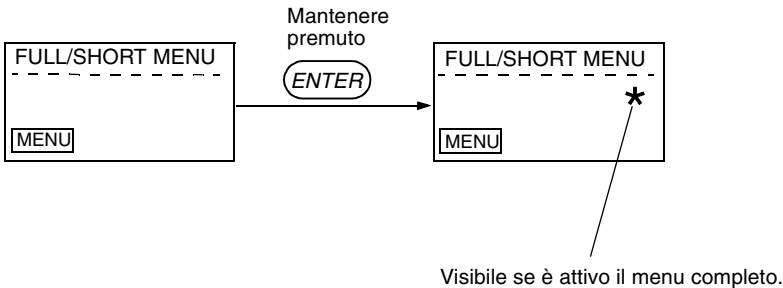 Mantenere
premuto
FULL/SHORT MENU
ENTER
FULL/SHORT MENU
*
MENU
MENU
Visibile se è attivo il menu completo.